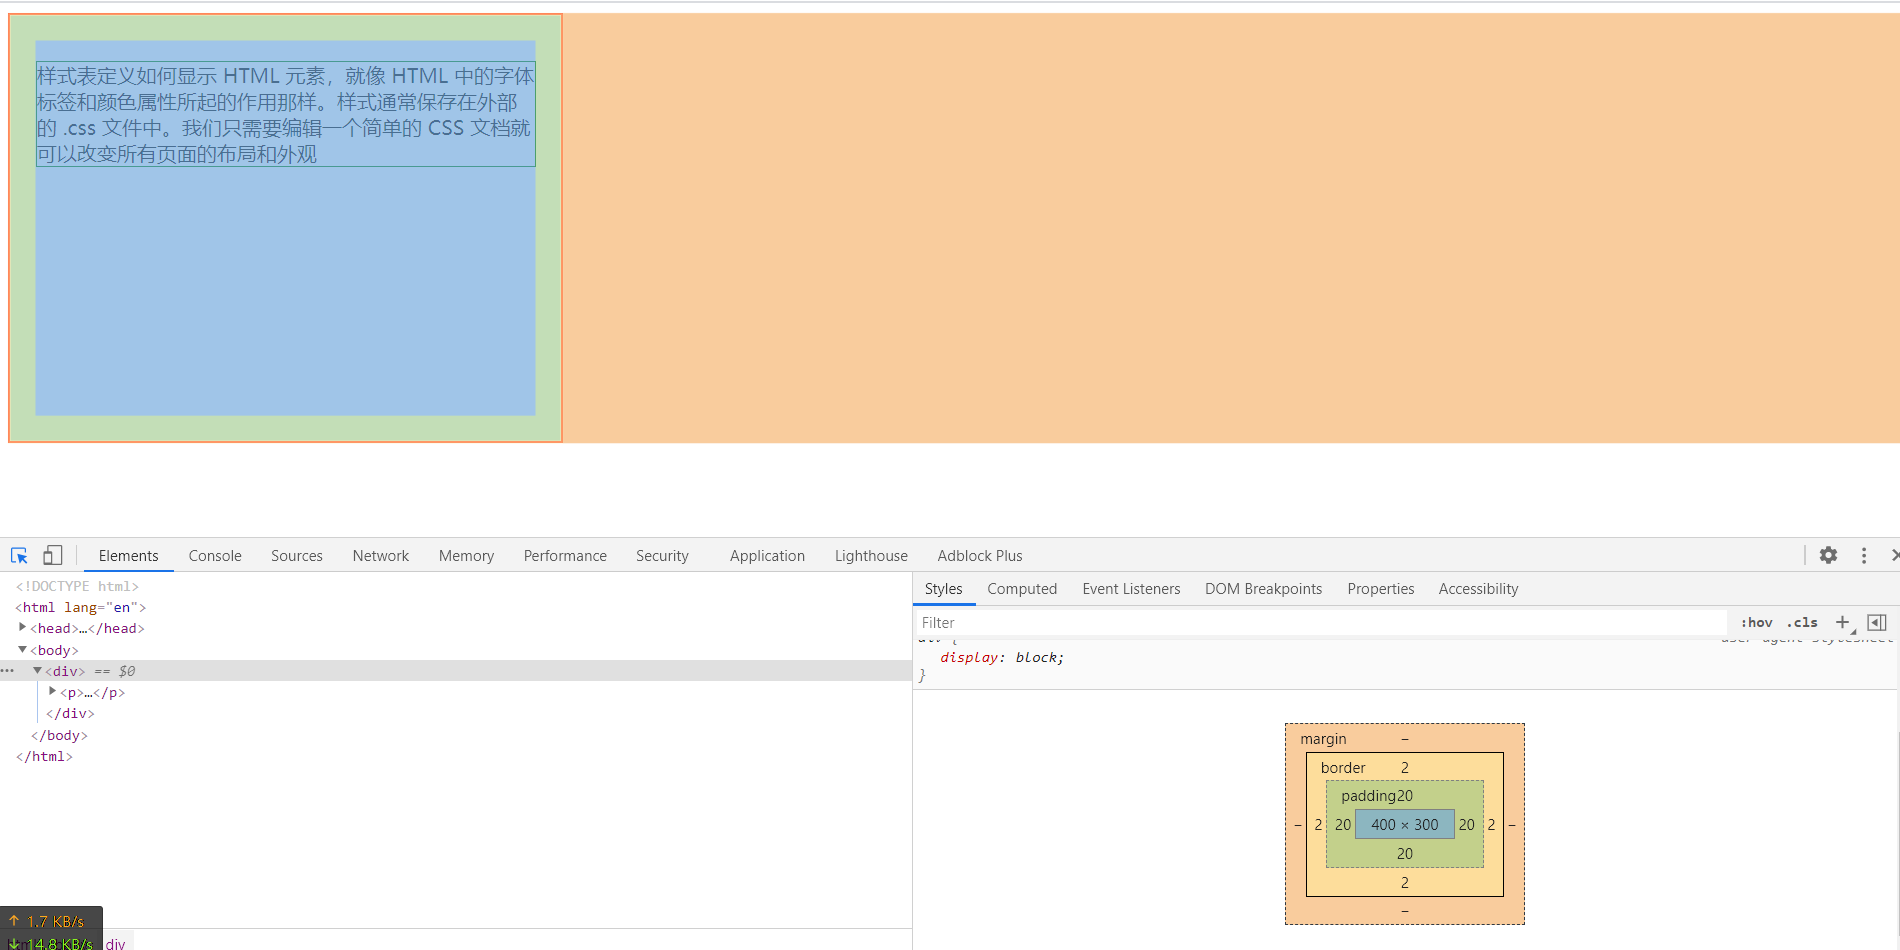 样式表定义如何显示 HTML 元素，就像 HTML 中的字体
标签和颜色属性所起的作用那样。样式通常保存在外部
的 .css 文件中。我们只需要编辑一个简单的 CSS 文档就
可以改变所有页面的布局和外观
Elements Console Sources Network Memory Performance Security Application Lighthouse Adblock Plus
<!DOCTYPE html>
<html lang="en">
<head>…</head>
<body>
<div> == $0
<p>…</p>
</div>
</body>
</html>
div
1.7 KB/s
14.8 KB/s
Styles Computed Event Listeners DOM Breakpoints Properties Accessibility
Filter :hov .cls
div { user agent stylesheet
display: block;
}
margin –
border 2
padding20
– 2 20 400 × 300 20 2 –
20
2
–